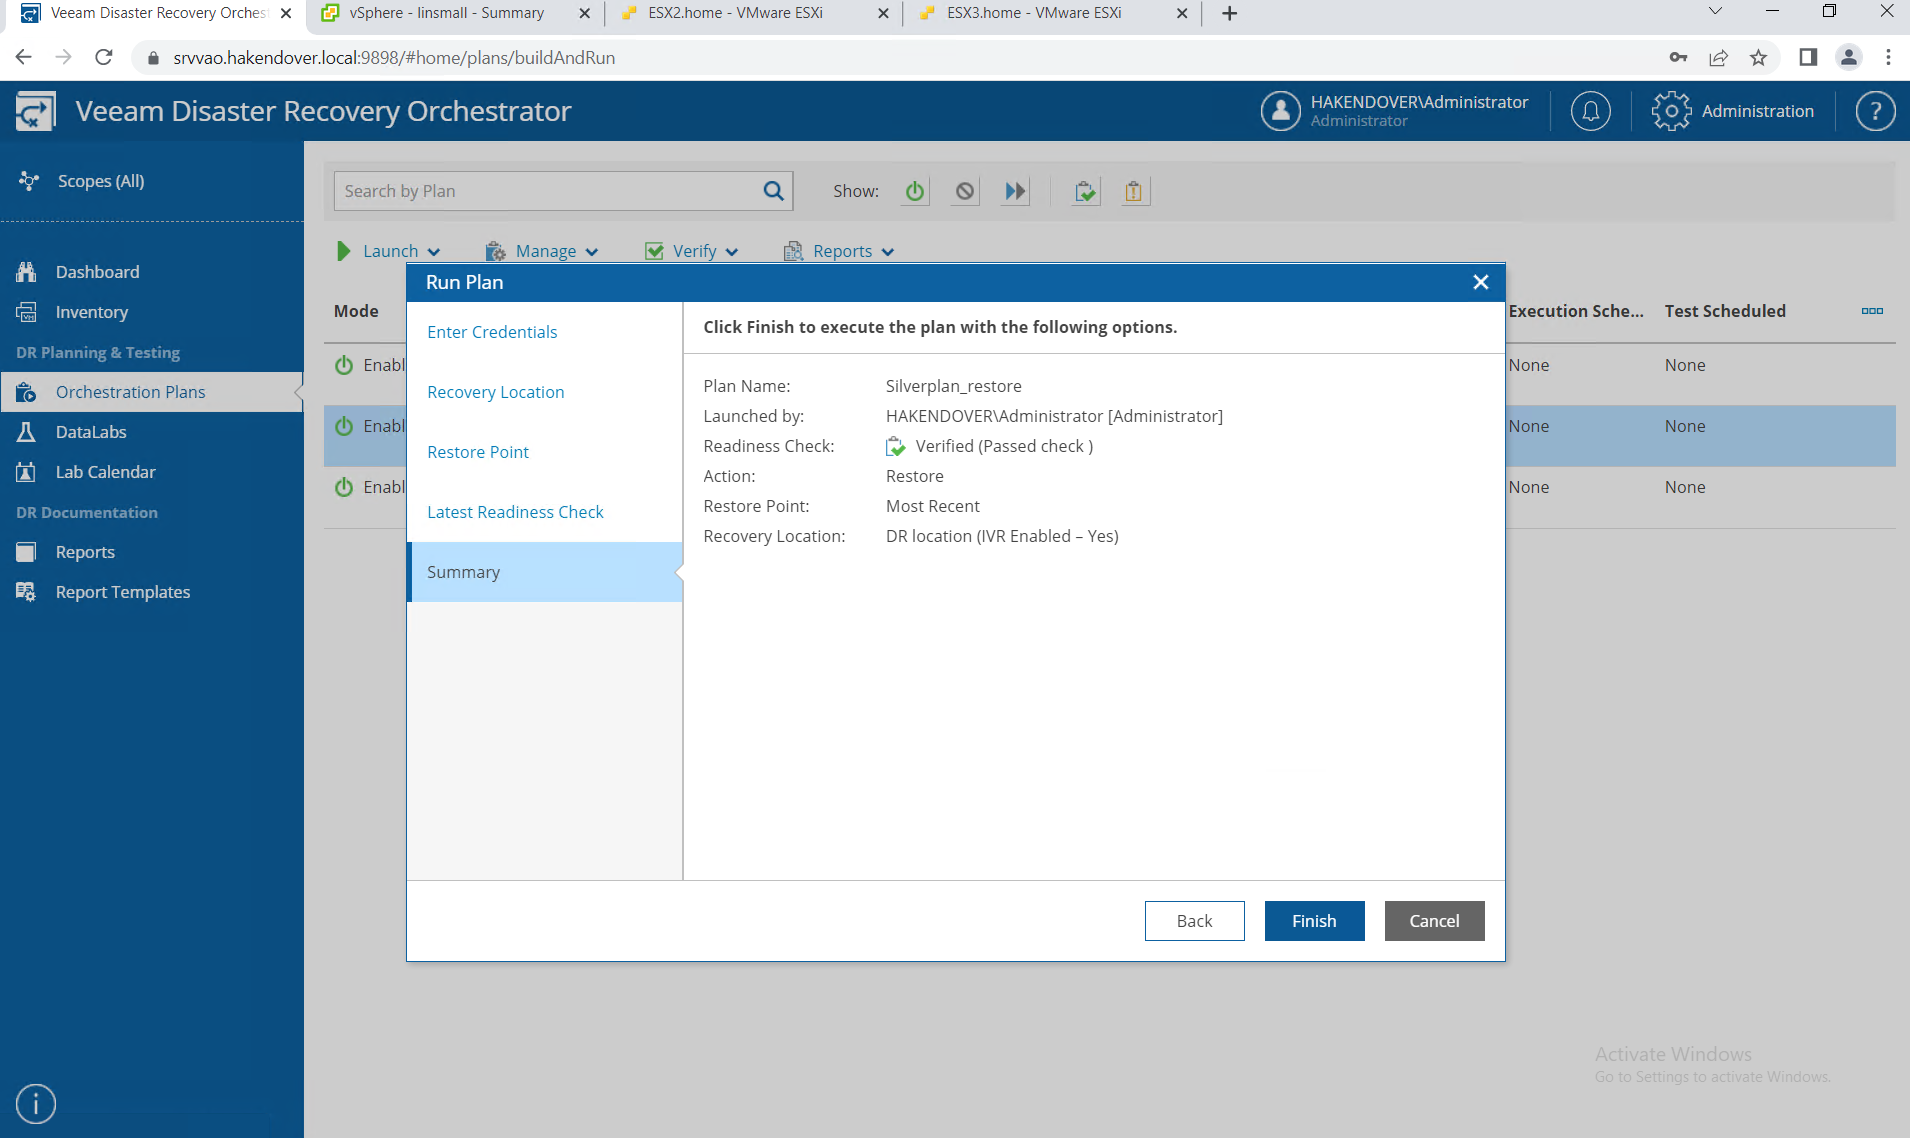 Veeam Disaster Recovery Orches
vSphere - linsmall - Summary
ESX2.home - VMware ESXi
ESX3.home - VMware ESXi
srvvao.hakendover.local:9898/#home/plans/buildAndRun
Veeam Disaster Recovery Orchestrator
HAKENDOVER\Administrator
Administrator
Administration
?
Scopes (All)
Dashboard
Inventory
DR Planning & Testing
Orchestration Plans
DataLabs
Lab Calendar
DR Documentation
Reports
Report Templates
Search by Plan
Show:
Launch
Manage
Verify
Reports
Mode
Execution Sche...
Test Scheduled
Enabl
None
None
Enabl
None
None
Enabl
None
None
Run Plan
Enter Credentials
Recovery Location
Restore Point
Latest Readiness Check
Summary
Click Finish to execute the plan with the following options.
Plan Name: Silverplan_restore
Launched by: HAKENDOVER\Administrator [Administrator]
Readiness Check: Verified (Passed check )
Action: Restore
Restore Point: Most Recent
Recovery Location: DR location (IVR Enabled – Yes)
Back
Finish
Cancel
Activate Windows
Go to Settings to activate Windows.